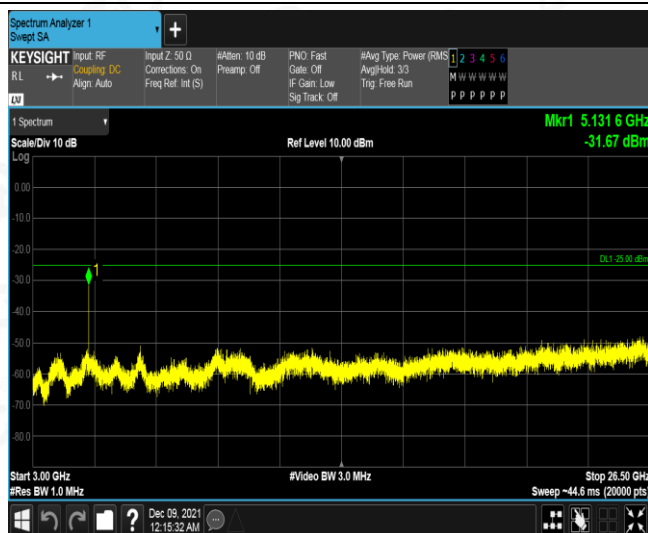 Spectrum Analyzer 1
Swept SA
+
KEYSIGHT
RL
LXI
Input: RF
Coupling: DC
Align: Auto
Input Z: 50 Ω
Corrections: On
Freq Ref: Int (S)
#Atten: 10 dB
Preamp: Off
PNO: Fast
Gate: Off
IF Gain: Low
Sig Track: Off
#Avg Type: Power (RMS
Avg|Hold: 3/3
Trig: Free Run
1 2 3 4 5 6
M W W W W W
P P P P P P
1 Spectrum
Mkr1 5.131 6 GHz
Scale/Div 10 dB
Ref Level 10.00 dBm
-31.67 dBm
Log
0.00
-10.0
-20.0
DL1 -25.00 dBm
1
-30.0
-40.0
-50.0
-60.0
-70.0
-80.0
Start 3.00 GHz
#Video BW 3.0 MHz
Stop 26.50 GHz
#Res BW 1.0 MHz
Sweep ~44.6 ms (20000 pts)
?
Dec 09, 2021
12:15:32 AM